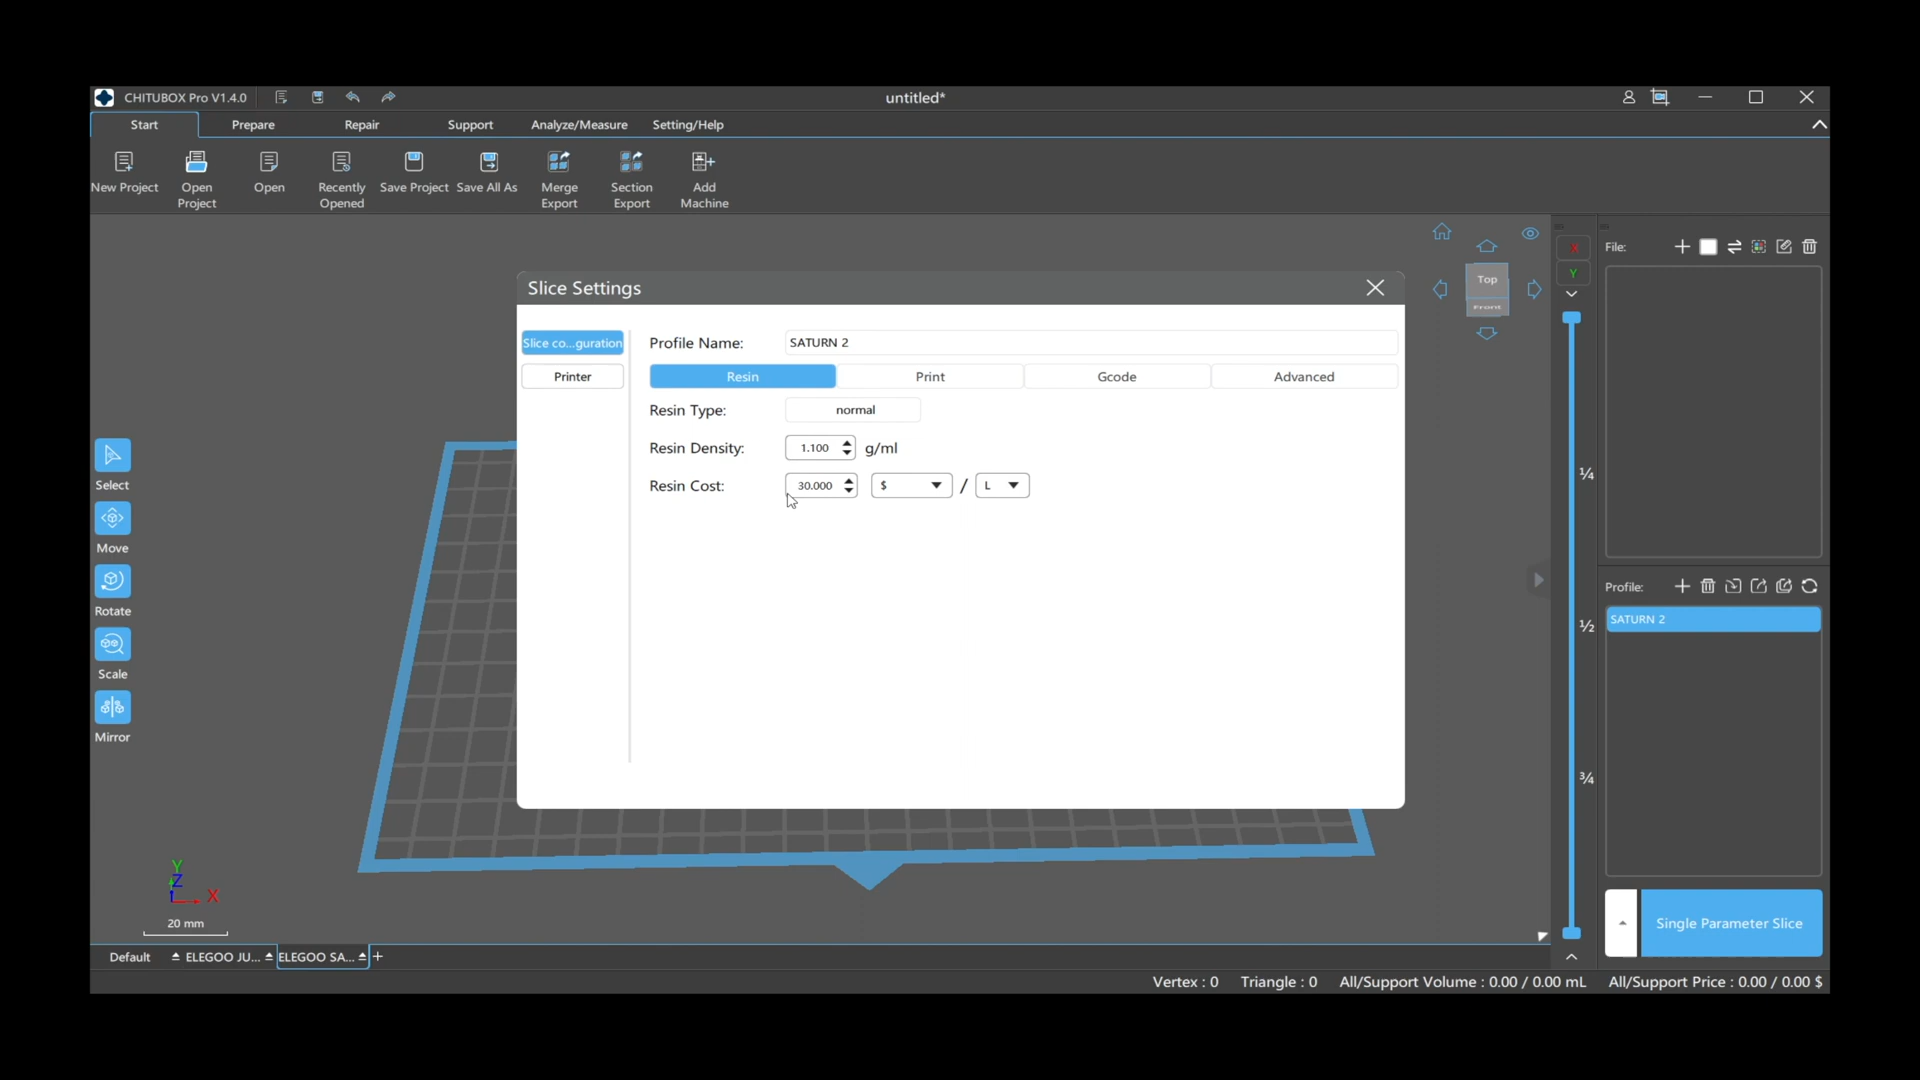 CHITUBOX Pro V1.4.0
untitled*
Start Prepare Repair Support Analyze/Measure Setting/Help
New Project Open Project Open Recently Opened Save Project Save All As Merge Export Section Export Add Machine
File:
X
Y
Top
Front
Slice Settings
Slice co...guration
Printer
Profile Name: SATURN 2
Resin Print Gcode Advanced
Resin Type: normal
Resin Density: 1.100 g/ml
Resin Cost: 30.000 $ / L
Select
Move
Rotate
Scale
Mirror
1/4
1/2
3/4
Profile:
SATURN 2
Y
Z
X
20 mm
Single Parameter Slice
Default ELEGOO JU... ELEGOO SA... +
Vertex : 0 Triangle : 0 All/Support Volume : 0.00 / 0.00 mL All/Support Price : 0.00 / 0.00 $